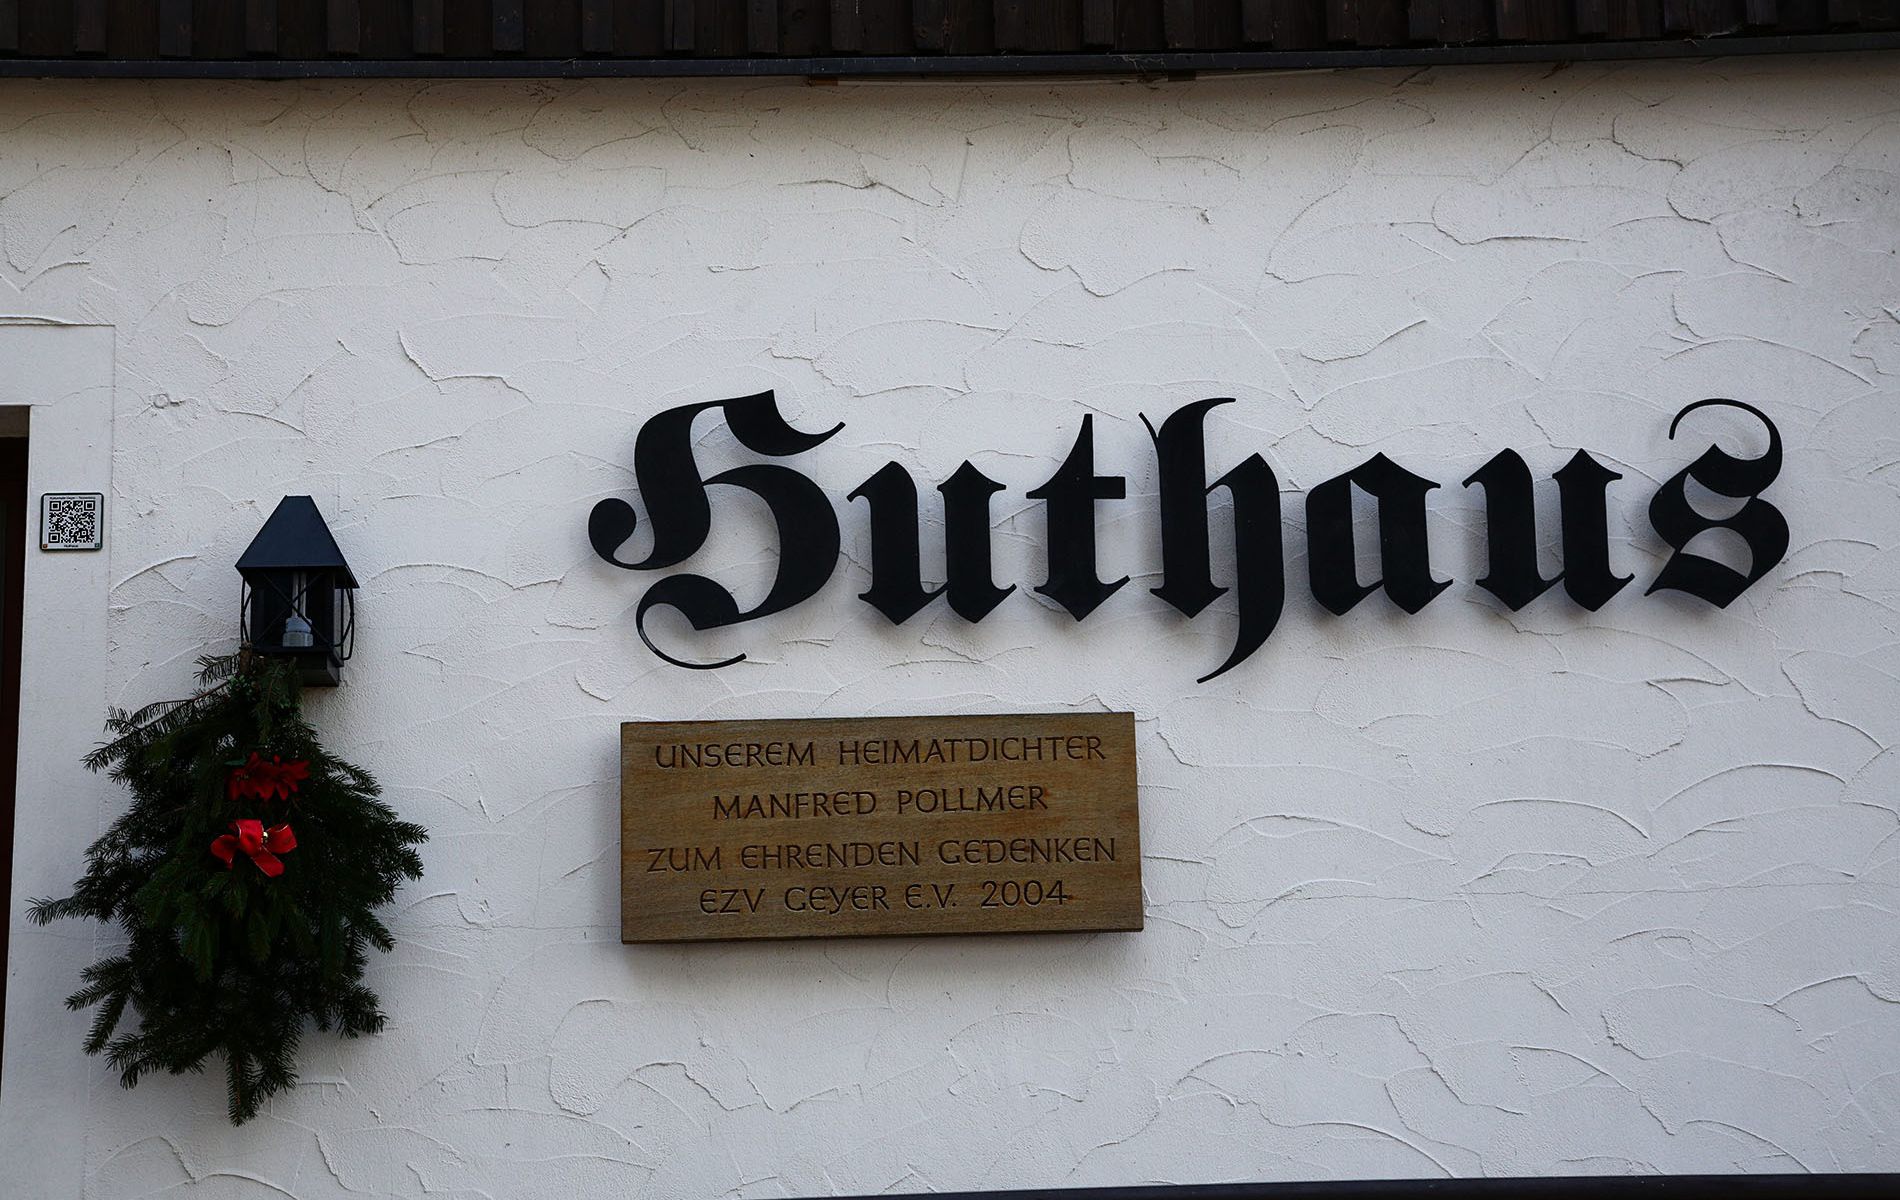 Huthaus
UNSEREM HEIMATDICHTER
MANFRED POLLMER
ZUM EHRENDEN GEDENKEN
EZV GEYER E.V. 2004